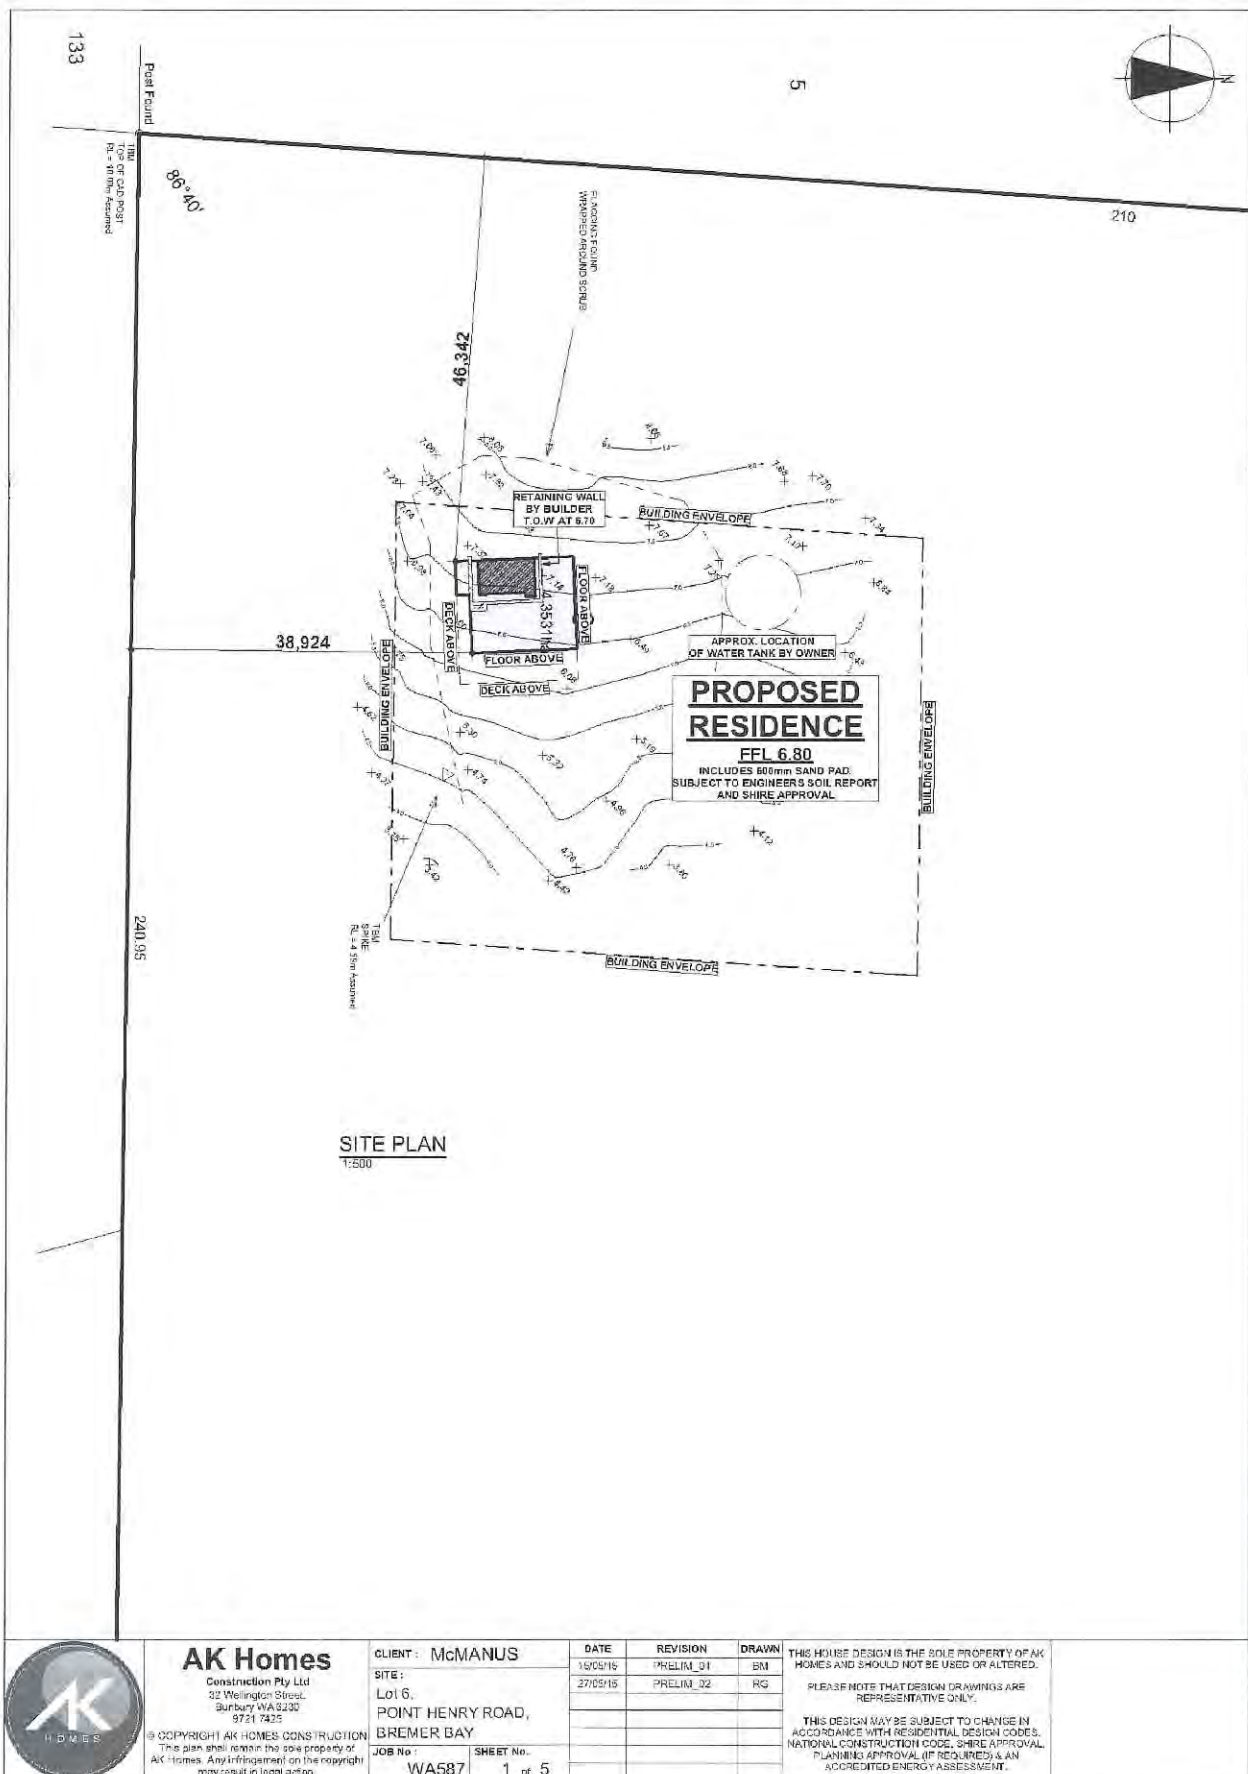 133
Post Found
TBM
TOP OF CAD POST
86°40'
5
N
210
FLAGGING FOUND
WRAPPED AROUND SCRUB
46,342
RETAINING WALL
BY BUILDER
T.O.W AT 6.70
BUILDING ENVELOPE
FLOOR ABOVE
DECK ABOVE
4.3531ha
FLOOR ABOVE
DECK ABOVE
38,924
BUILDING ENVELOPE
APPROX. LOCATION
OF WATER TANK BY OWNER
PROPOSED
RESIDENCE
FFL 6.80
INCLUDES 600mm SAND PAD.
SUBJECT TO ENGINEERS SOIL REPORT
AND SHIRE APPROVAL
BUILDING ENVELOPE
BUILDING ENVELOPE
TBM
SPIKE
240.95
SITE PLAN
1:500
AK
HOMES
AK Homes
Construction Pty Ltd
32 Wellington Street,
Bunbury WA 6230
9721 7425
© COPYRIGHT AK HOMES CONSTRUCTION
This plan shall remain the sole property of
AK Homes. Any infringement on the copyright
may result in legal action
CLIENT : McMANUS
SITE :
Lot 6,
POINT HENRY ROAD,
BREMER BAY
JOB No : SHEET No.
WA587 1 of 5
DATE REVISION DRAWN
PRELIM_01 BM
PRELIM_02 RG
THIS HOUSE DESIGN IS THE SOLE PROPERTY OF AK
HOMES AND SHOULD NOT BE USED OR ALTERED.
PLEASE NOTE THAT DESIGN DRAWINGS ARE
REPRESENTATIVE ONLY.
THIS DESIGN MAY BE SUBJECT TO CHANGE IN
ACCORDANCE WITH RESIDENTIAL DESIGN CODES,
NATIONAL CONSTRUCTION CODE, SHIRE APPROVAL,
PLANNING APPROVAL (IF REQUIRED) & AN
ACCREDITED ENERGY ASSESSMENT.